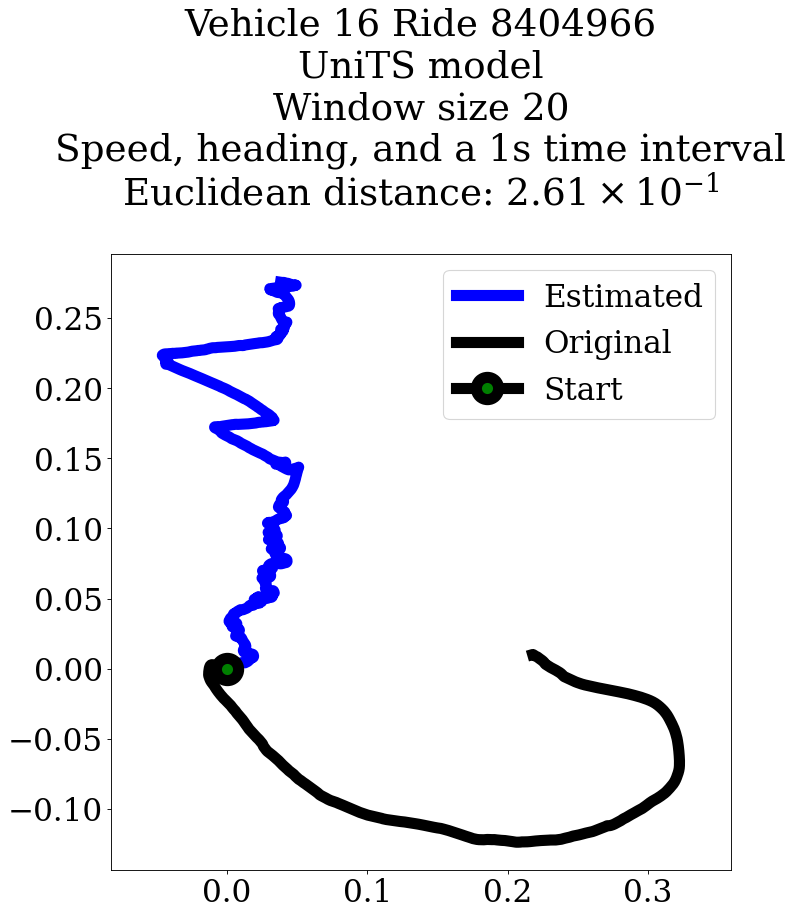 Vehicle 16 Ride 8404966
UniTS model
Window size 20
Speed, heading, and a 1s time interval
Euclidean distance: 2.61 × 10⁻¹
Estimated
Original
Start
0.25
0.20
0.15
0.10
0.05
0.00
−0.05
−0.10
0.0 0.1 0.2 0.3